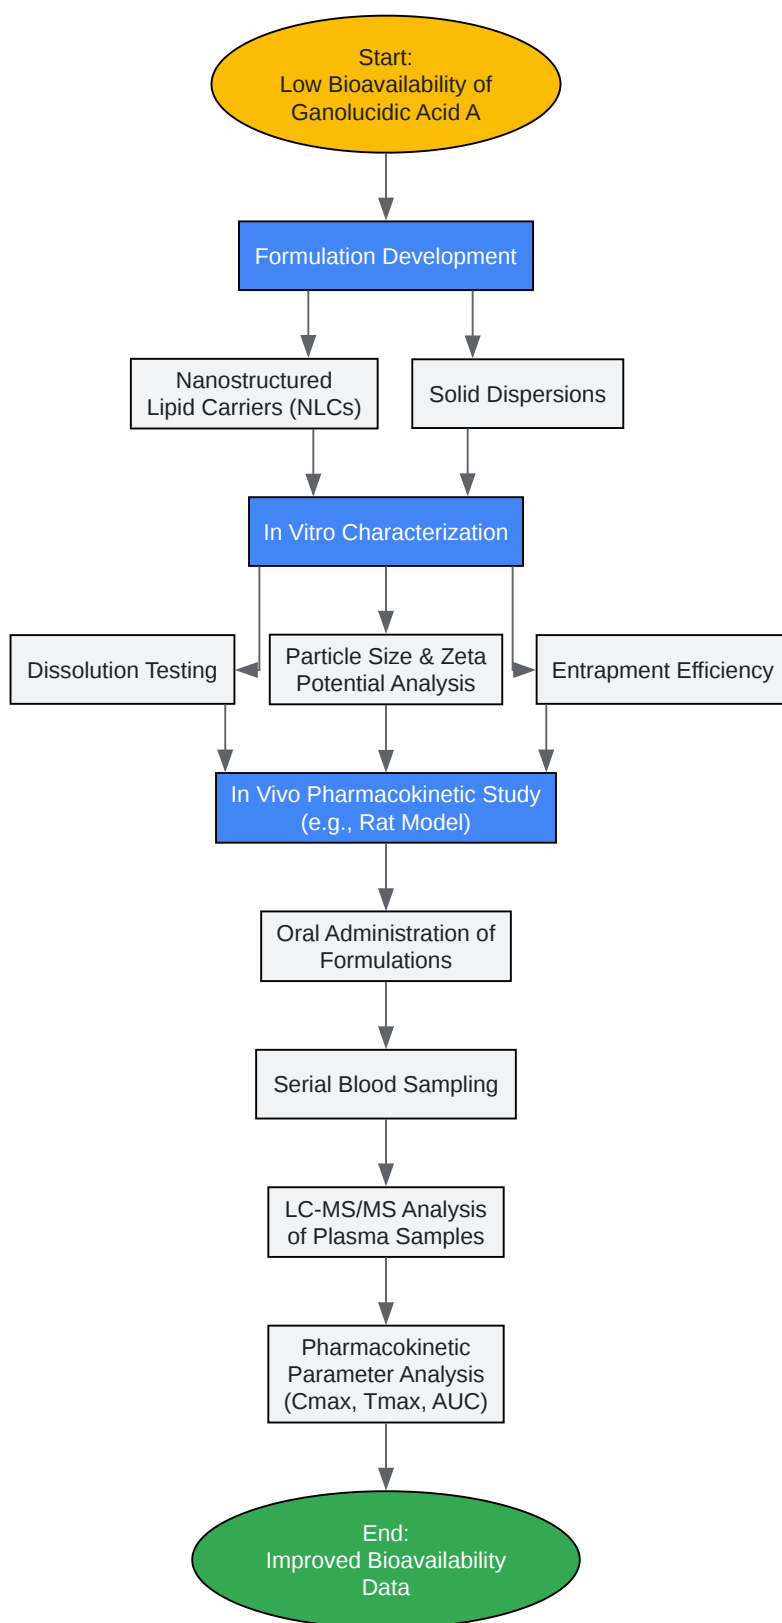 Start:
Low Bioavailability of
Ganolucidic Acid A
Formulation Development
Nanostructured
Lipid Carriers (NLCs)
Solid Dispersions
In Vitro Characterization
Dissolution Testing
Particle Size & Zeta
Potential Analysis
Entrapment Efficiency
In Vivo Pharmacokinetic Study
(e.g., Rat Model)
Oral Administration of
Formulations
Serial Blood Sampling
LC-MS/MS Analysis
of Plasma Samples
Pharmacokinetic
Parameter Analysis
(Cmax, Tmax, AUC)
End:
Improved Bioavailability
Data